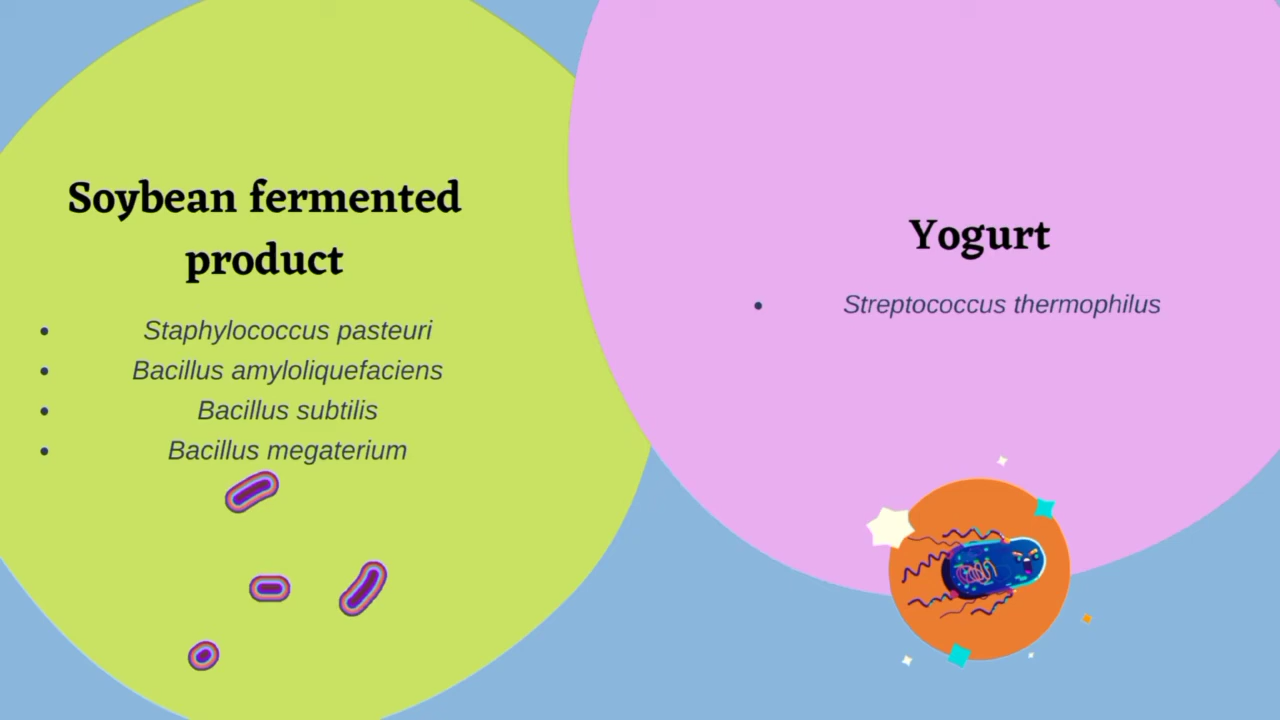 Soybean fermented
product
• Staphylococcus pasteuri
• Bacillus amyloliquefaciens
• Bacillus subtilis
• Bacillus megaterium
Yogurt
• Streptococcus thermophilus